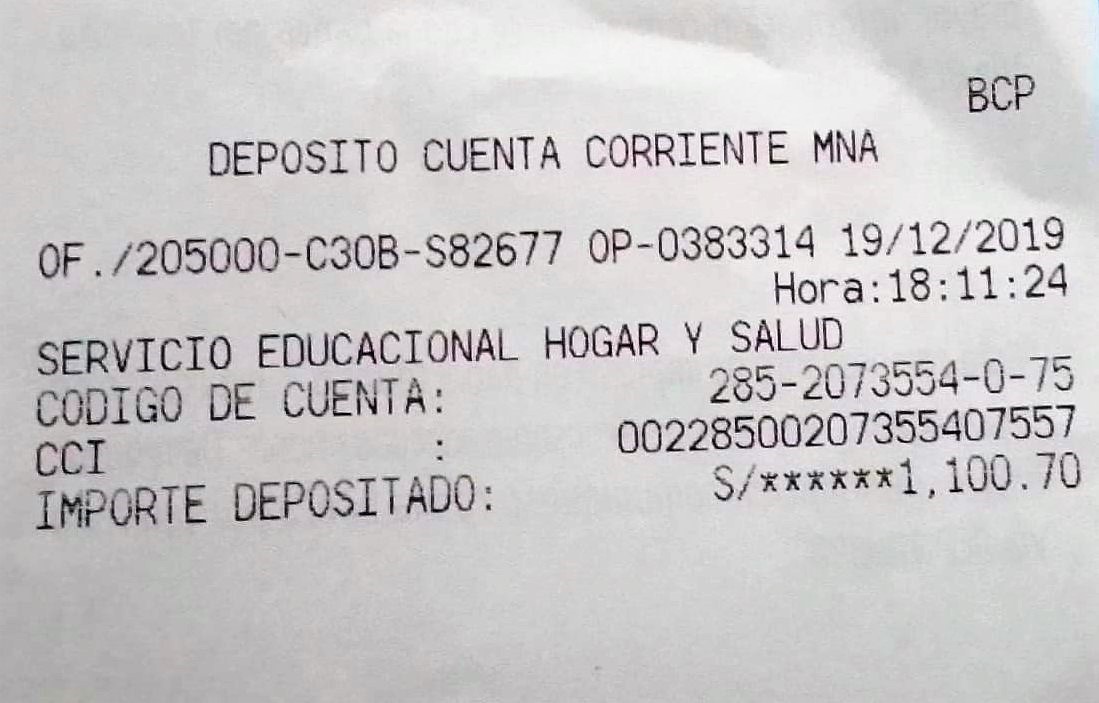 BCP
DEPOSITO CUENTA CORRIENTE MNA
OF./205000-C30B-S82677 OP-0383314 19/12/2019
Hora:18:11:24
SERVICIO EDUCACIONAL HOGAR Y SALUD
CODIGO DE CUENTA: 285-2073554-0-75
CCI : 00228500207355407557
IMPORTE DEPOSITADO: S/******1,100.70